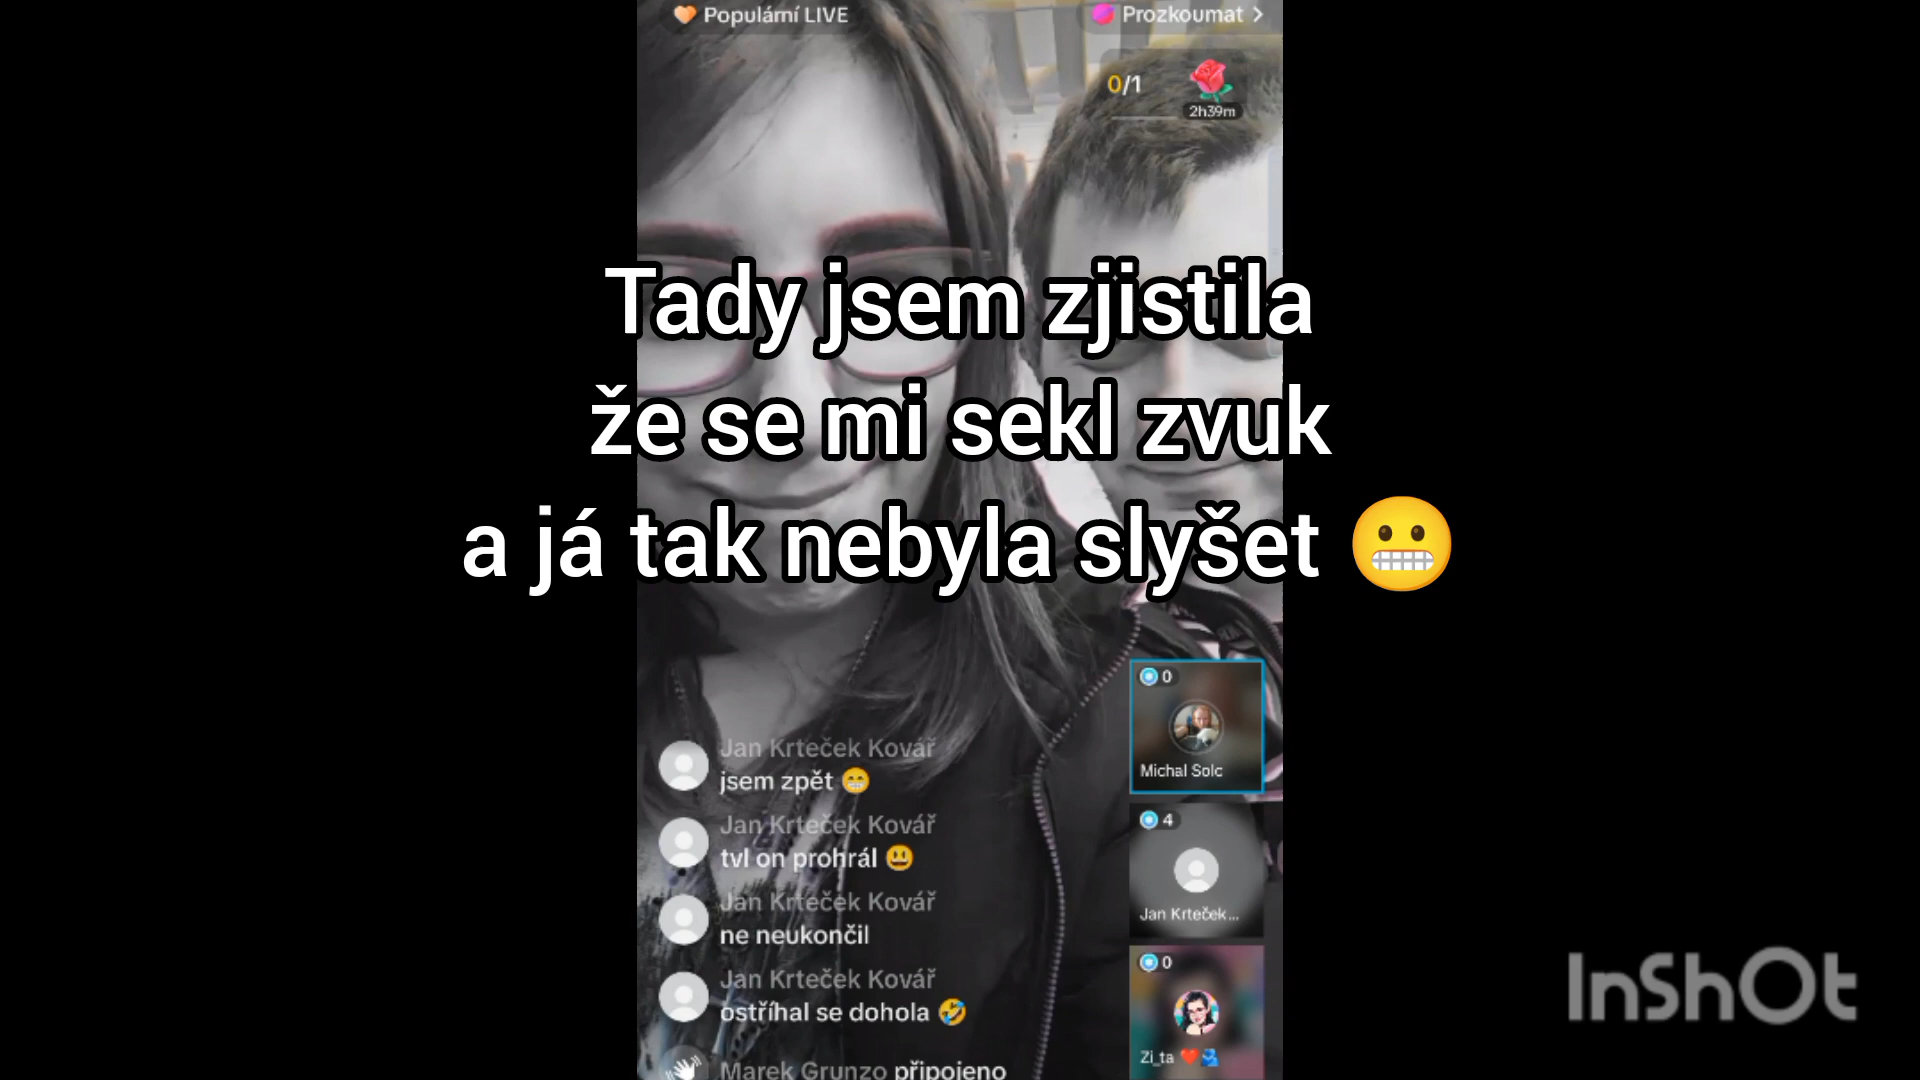 Populární LIVE
Prozkoumat >
0/1
2h39m
Tady jsem zjistila
že se mi sekl zvuk
a já tak nebyla slyšet 😬
0
Michal Solc
Jan Krteček Kovář
jsem zpět 😁
4
Jan Krteček Kovář
tvl on prohrál 😃
Jan Krteček...
Jan Krteček Kovář
ne neukončil
0
Jan Krteček Kovář
ostříhal se dohola 🤣
Zi_ta ❤️🫂
Marek Grunzo připojeno
InShOt